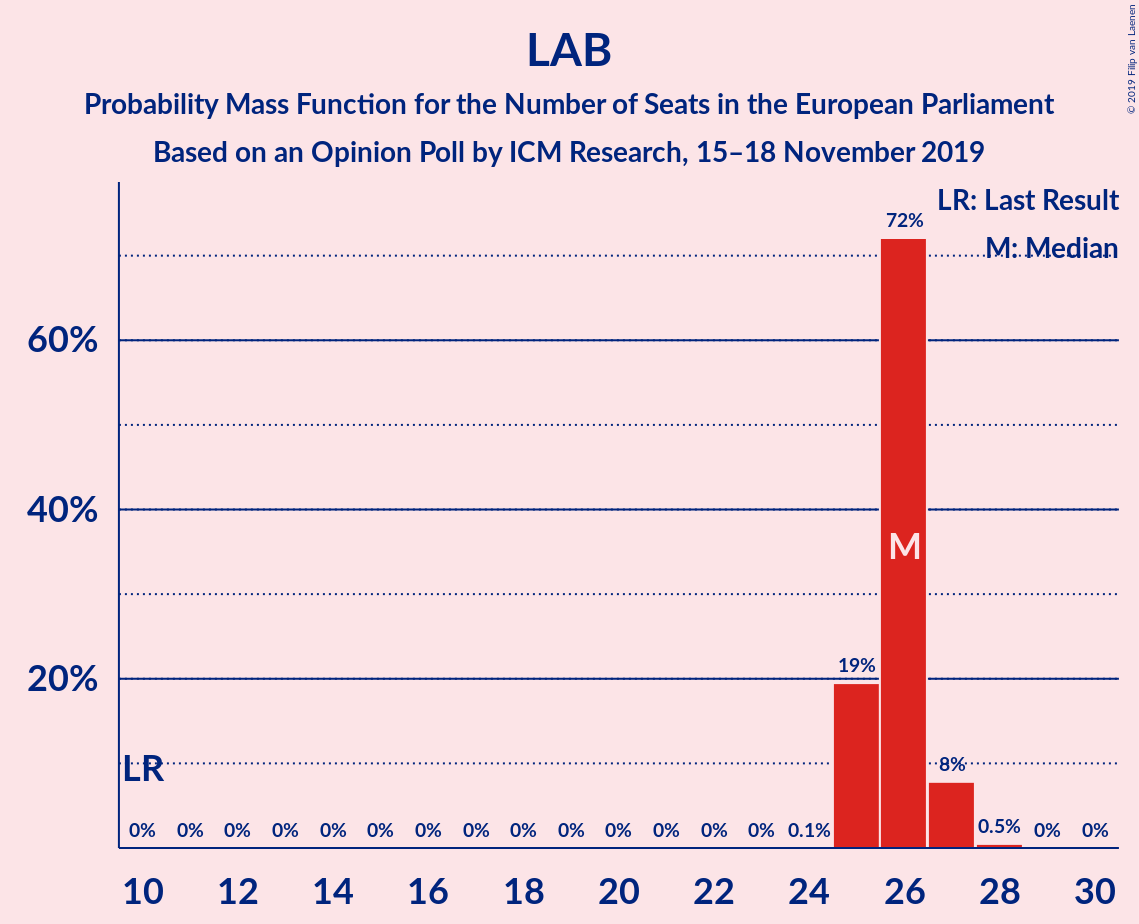 LAB
Probability Mass Function for the Number of Seats in the European Parliament
Based on an Opinion Poll by ICM Research, 15–18 November 2019
© 2019 Filip van Laenen
LR: Last Result
M: Median
72%
60%
40%
M
19%
20%
LR
8%
0% 0% 0% 0% 0% 0% 0% 0% 0% 0% 0% 0% 0% 0% 0.1% 0.5% 0% 0%
10 12 14 16 18 20 22 24 26 28 30